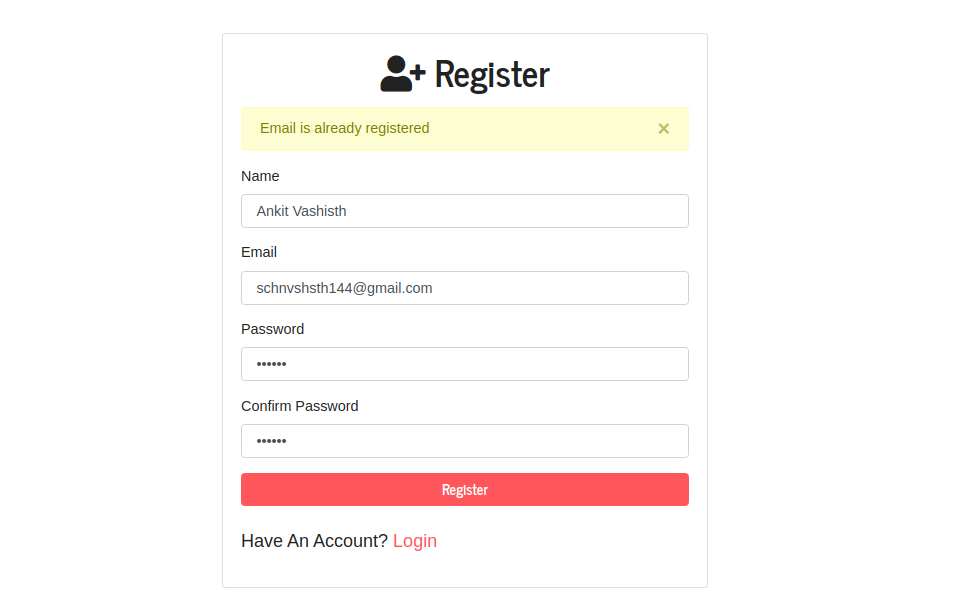 Register
Email is already registered ×
Name
Ankit Vashisth
Email
schnvshsth144@gmail.com
Password
••••••
Confirm Password
••••••
Register
Have An Account? Login